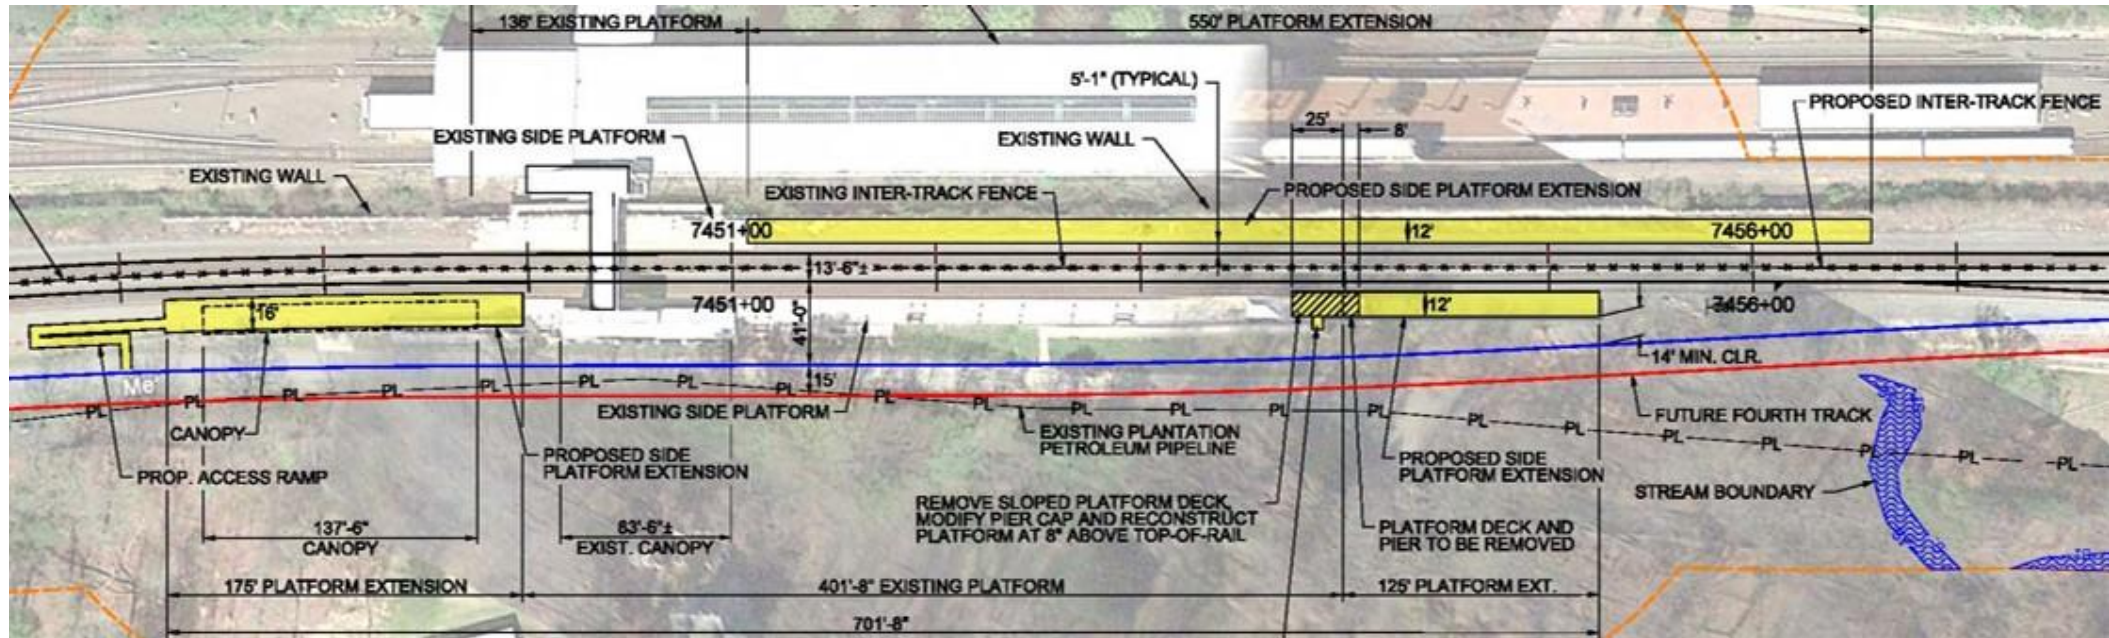 136' EXISTING PLATFORM
550' PLATFORM EXTENSION
5'-1" (TYPICAL)
PROPOSED INTER-TRACK FENCE
25'
8'
EXISTING SIDE PLATFORM
EXISTING WALL
EXISTING WALL
EXISTING INTER-TRACK FENCE
PROPOSED SIDE PLATFORM EXTENSION
7451+00
12'
7456+00
13'-6"±
16'
7451+00
12'
7456+00
41'-0"
14' MIN. CLR.
15'
PL PL PL PL PL PL PL PL PL PL PL PL PL PL PL PL PL PL PL PL PL
EXISTING SIDE PLATFORM
FUTURE FOURTH TRACK
CANOPY
EXISTING PLANTATION
PETROLEUM PIPELINE
PROPOSED SIDE
PLATFORM EXTENSION
PROPOSED SIDE
PLATFORM EXTENSION
PROP. ACCESS RAMP
STREAM BOUNDARY
REMOVE SLOPED PLATFORM DECK,
MODIFY PIER CAP AND RECONSTRUCT
PLATFORM AT 8" ABOVE TOP-OF-RAIL
137'-6"
CANOPY
83'-6"±
EXIST. CANOPY
PLATFORM DECK AND
PIER TO BE REMOVED
175' PLATFORM EXTENSION
401'-8" EXISTING PLATFORM
125' PLATFORM EXT.
701'-8"